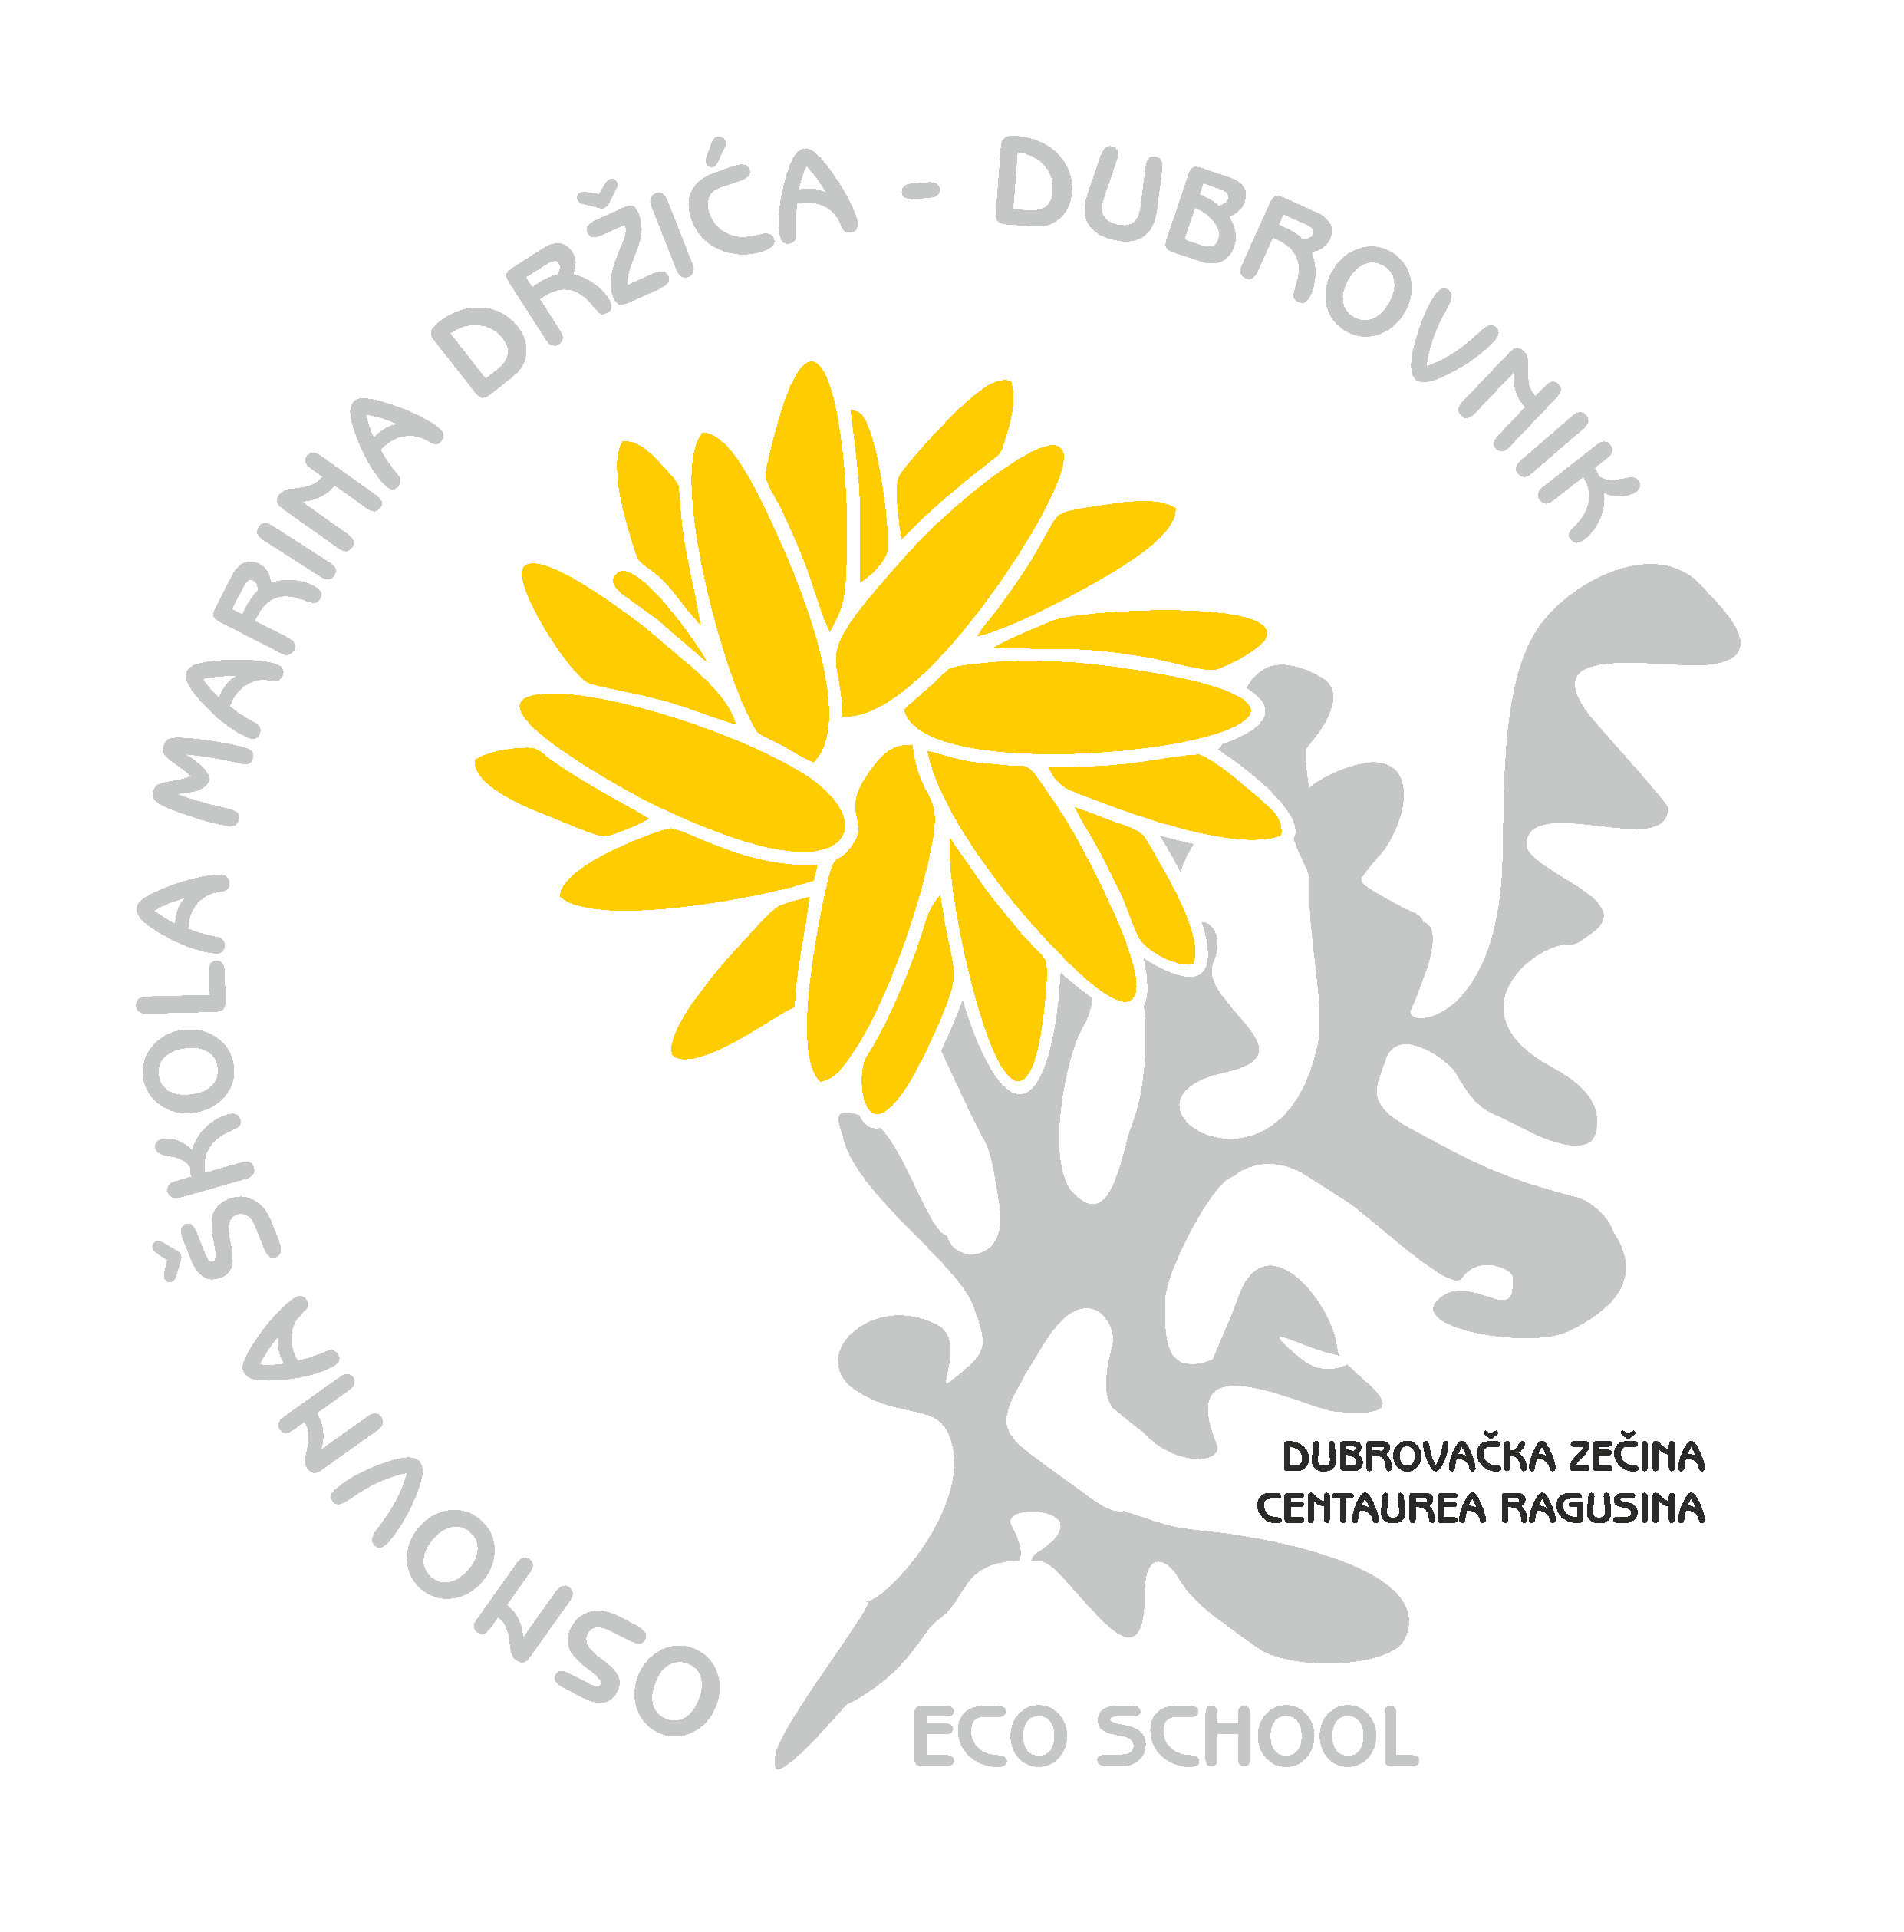 OSNOVNA ŠKOLA MARINA DRŽIĆA - DUBROVNIK
DUBROVAČKA ZEČINA
CENTAUREA RAGUSINA
ECO SCHOOL